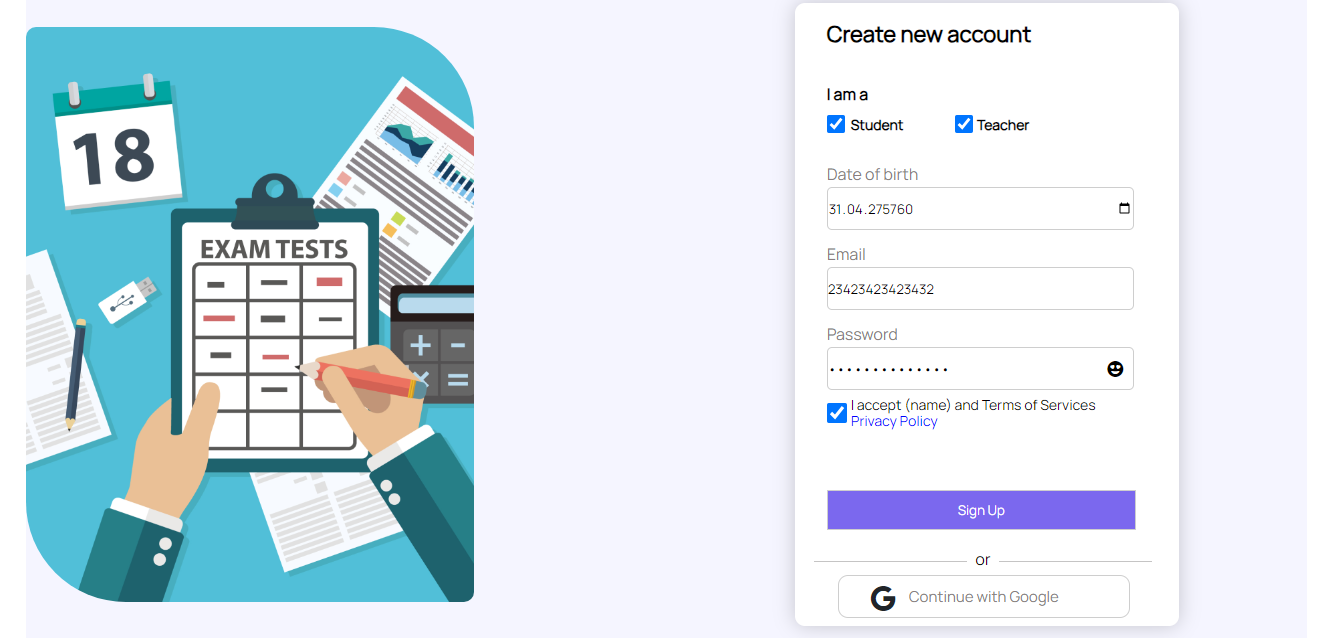 18
EXAM TESTS
Create new account
I am a
Student Teacher
Date of birth
31.04.275760
Email
23423423423432
Password
••••••••••••••
I accept (name) and Terms of Services
Privacy Policy
Sign Up
or
Continue with Google